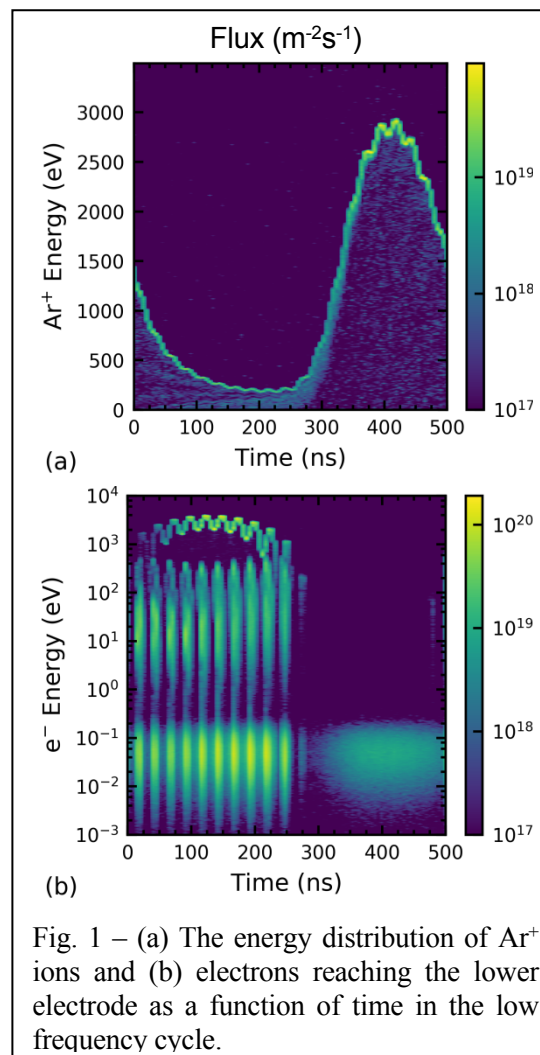 Flux (m⁻²s⁻¹)
3000
2500
2000
1500
1000
500
0
Ar⁺ Energy (eV)
10¹⁹
10¹⁸
10¹⁷
0 100 200 300 400 500
Time (ns)
(a)
10⁴
10³
10²
10¹
10⁰
10⁻¹
10⁻²
10⁻³
e⁻ Energy (eV)
10²⁰
10¹⁹
10¹⁸
10¹⁷
0 100 200 300 400 500
Time (ns)
(b)
Fig. 1 – (a) The energy distribution of Ar⁺
ions and (b) electrons reaching the lower
electrode as a function of time in the low
frequency cycle.